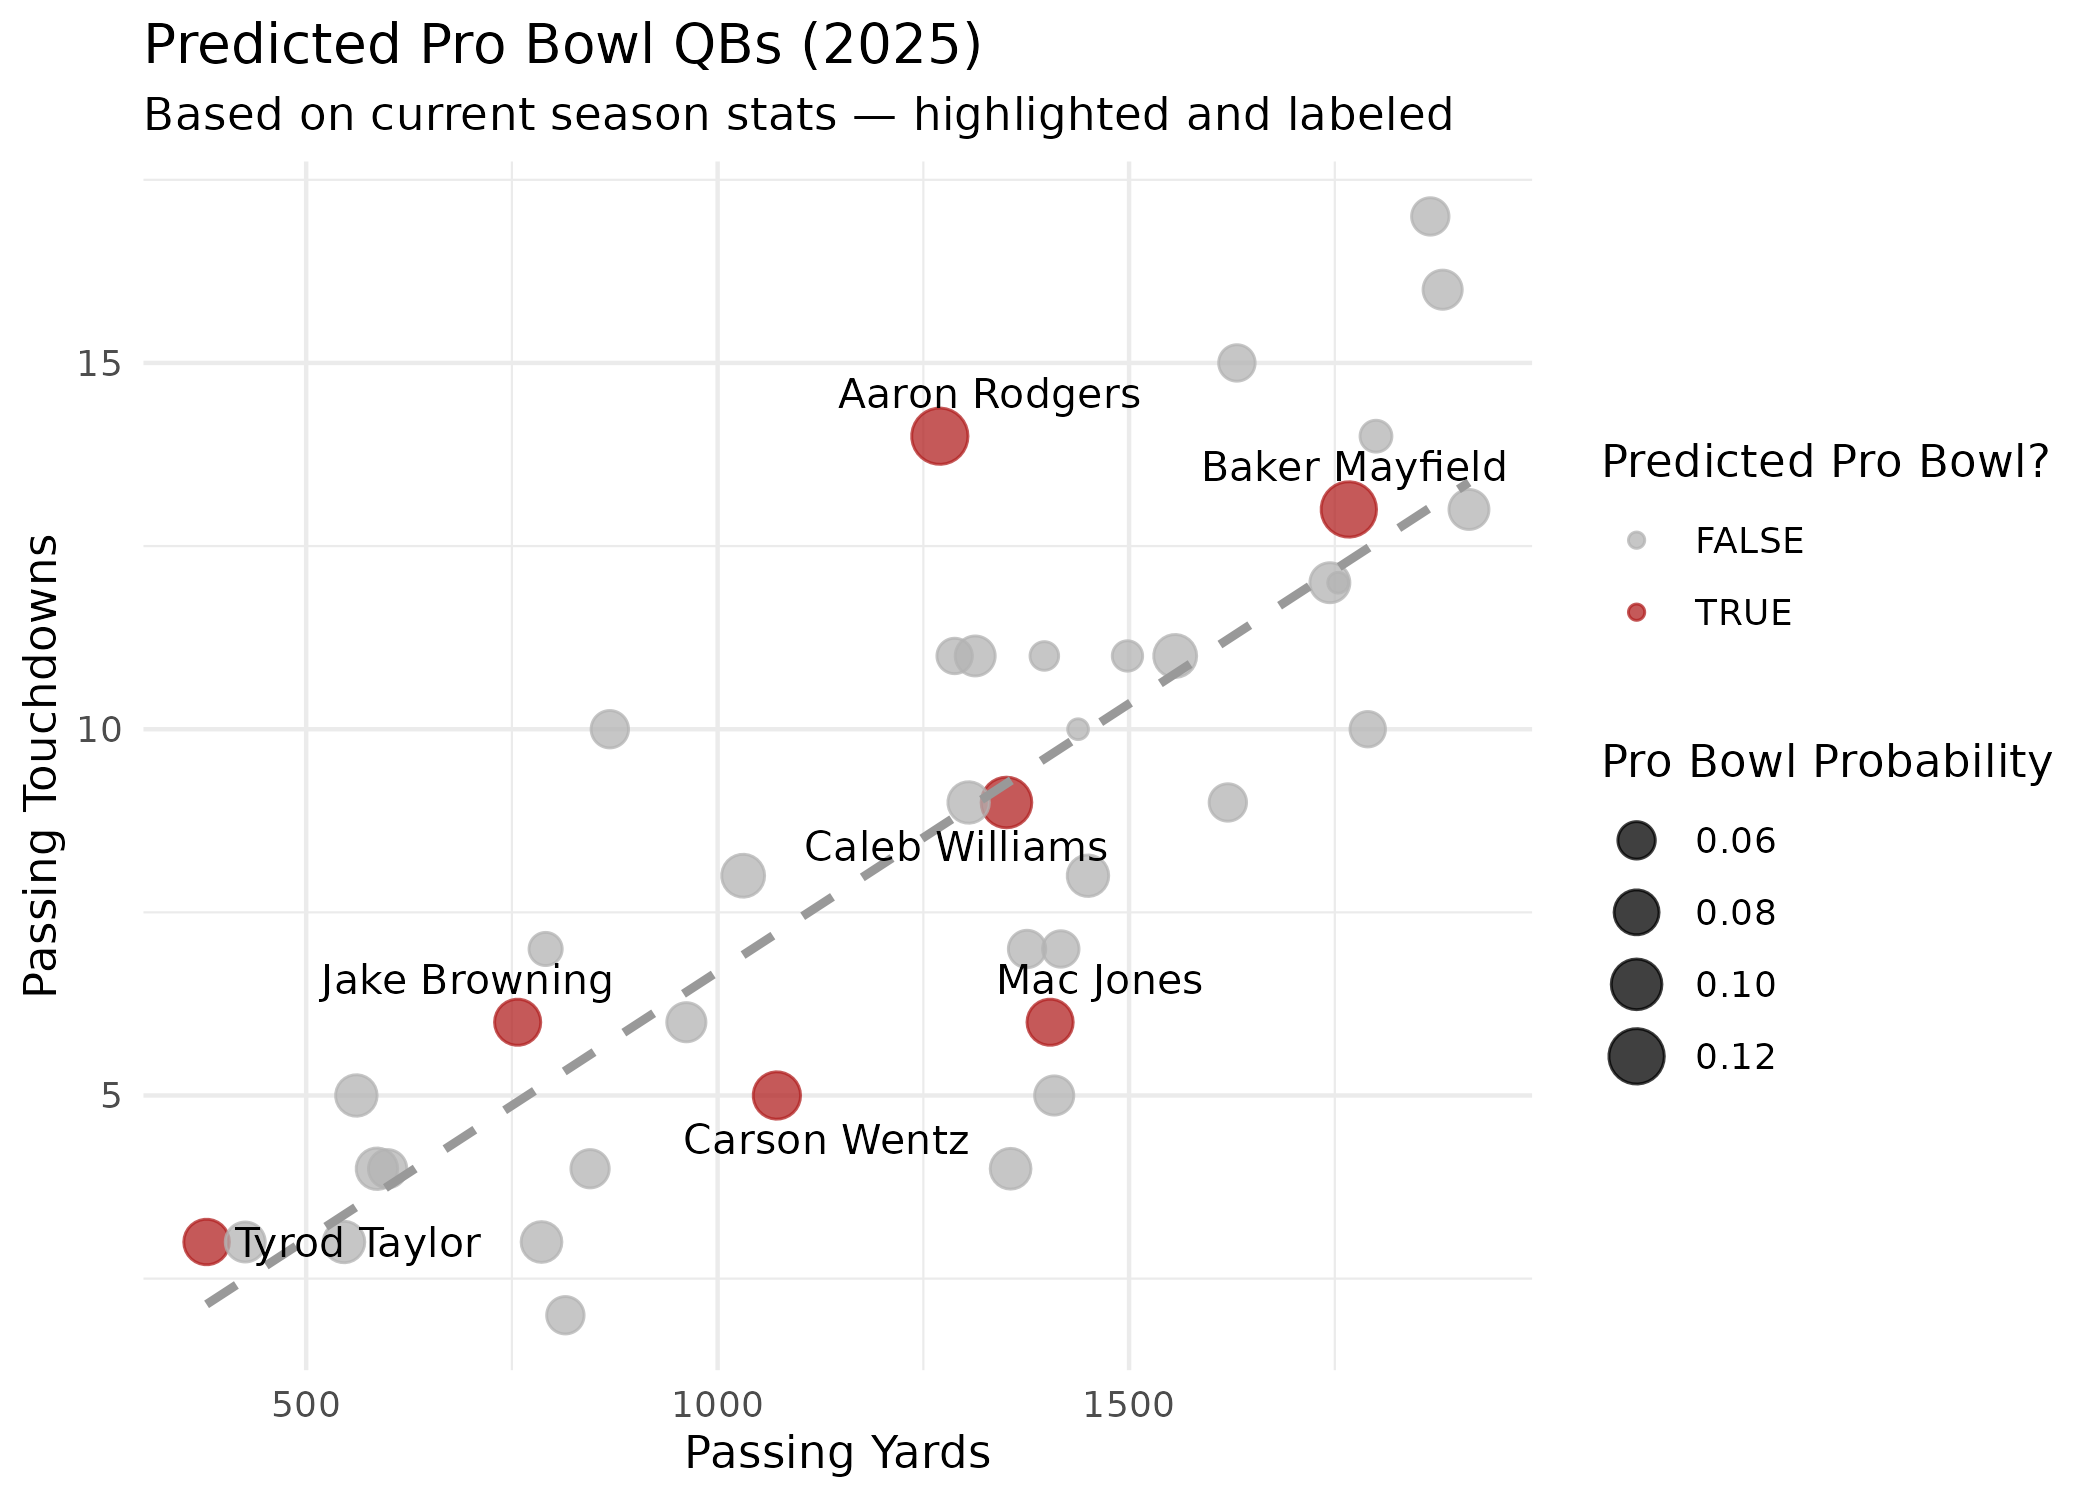 Predicted Pro Bowl QBs (2025)
Based on current season stats — highlighted and labeled
Passing Touchdowns
15
10
5
Aaron Rodgers
Baker Mayfield
Caleb Williams
Jake Browning
Mac Jones
Carson Wentz
Tyrod Taylor
500
1000
1500
Passing Yards
Predicted Pro Bowl?
FALSE
TRUE
Pro Bowl Probability
0.06
0.08
0.10
0.12